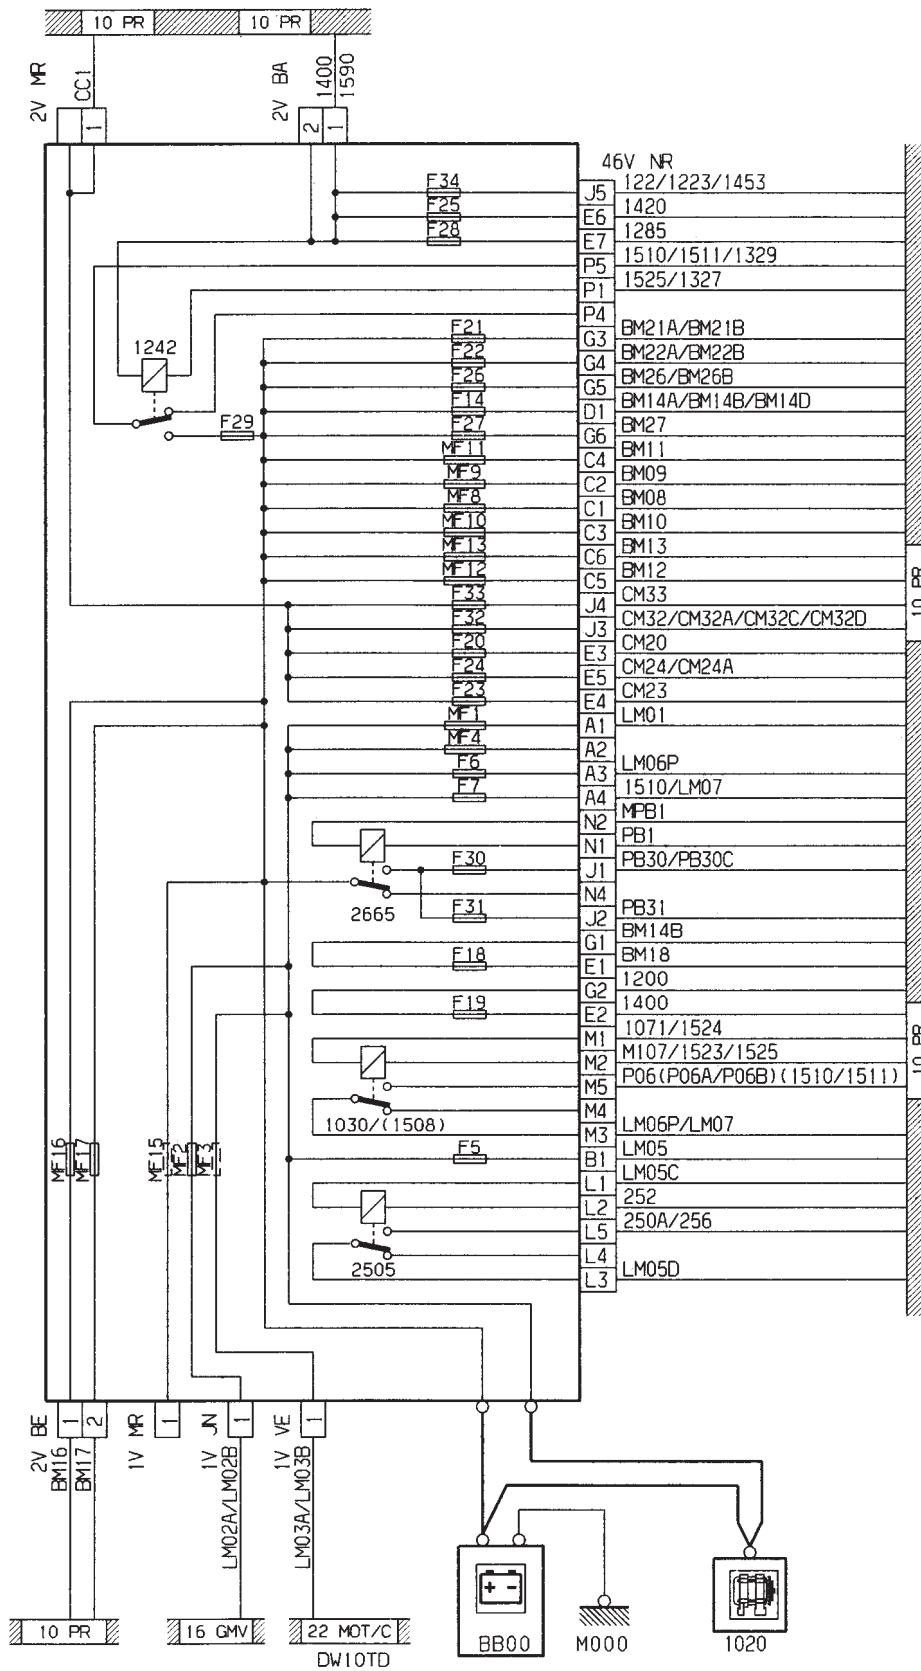 10 PR
10 PR
2V MR
CC1
2V BA
1400
1590
1
2
1
46V NR
F34
J5
122/1223/1453
F25
E6
1420
F28
E7
1285
P5
1510/1511/1329
P1
1525/1327
P4
F21
G3
BM21A/BM21B
1242
F22
G4
BM22A/BM22B
F26
G5
BM26/BM26B
F14
D1
BM14A/BM14B/BM14D
F29
F27
G6
BM27
MF11
C4
BM11
MF9
C2
BM09
MF8
C1
BM08
MF10
C3
BM10
MF13
C6
BM13
MF12
C5
BM12
10 PR
F33
J4
CM33
F32
J3
CM32/CM32A/CM32C/CM32D
F20
E3
CM20
F24
E5
CM24/CM24A
F23
E4
CM23
MF1
A1
LM01
MF4
A2
F6
A3
LM06P
F7
A4
1510/LM07
N2
MPB1
N1
PB1
F30
J1
PB30/PB30C
N4
2665
F31
J2
PB31
G1
BM14B
F18
E1
BM18
G2
1200
F19
E2
1400
M1
1071/1524
10 PR
M2
M107/1523/1525
M5
P06(P06A/P06B)(1510/1511)
M4
1030/(1508)
M3
LM06P/LM07
MF16
MF17
MF15
MF2
MF3
F5
B1
LM05
L1
LM05C
L2
252
L5
250A/256
L4
2505
L3
LM05D
2V BE
1
2
1V MR
1
1V JN
1
1V VE
1
BM16
BM17
LM02A/LM02B
LM03A/LM03B
10 PR
16 GMV
22 MOT/C
DW10TD
+ -
BB00
M000
1020